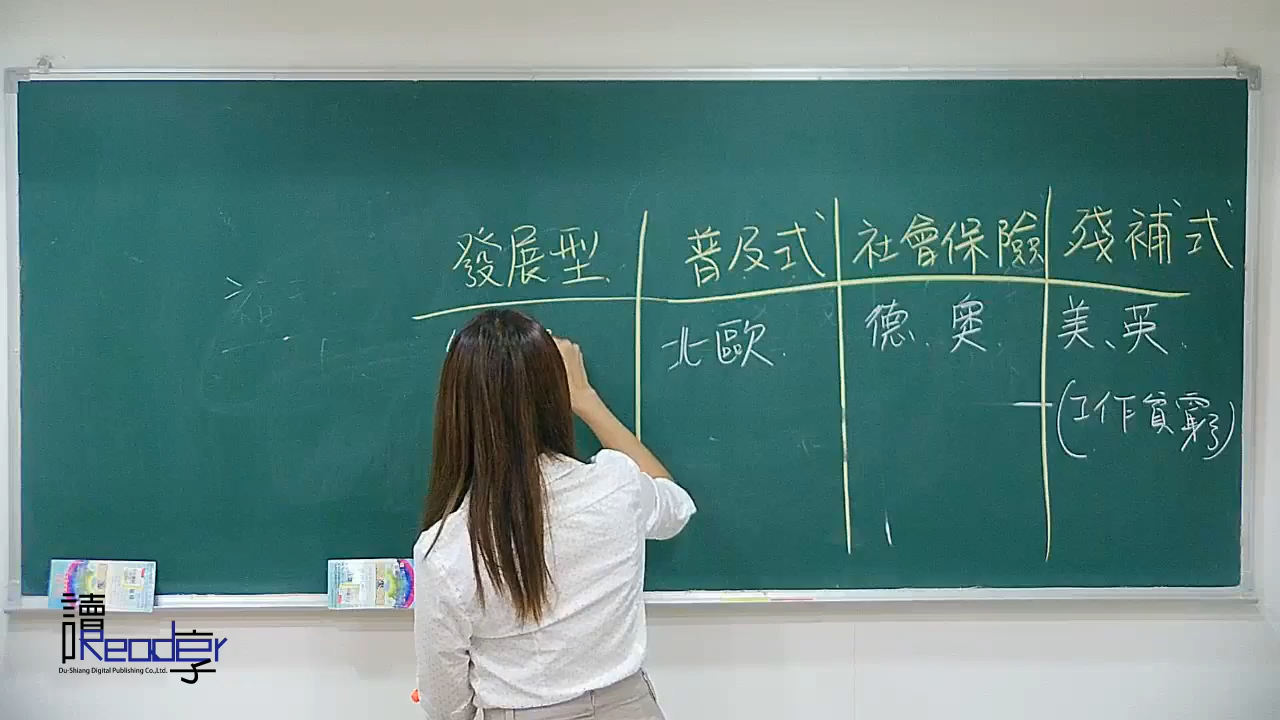 發展型 普及式 社會保險 殘補式
北歐. 德、奧. 美、英.
(工作貧窮)
讀享
Reader
Du-Shiang Digital Publishing Co.,Ltd.